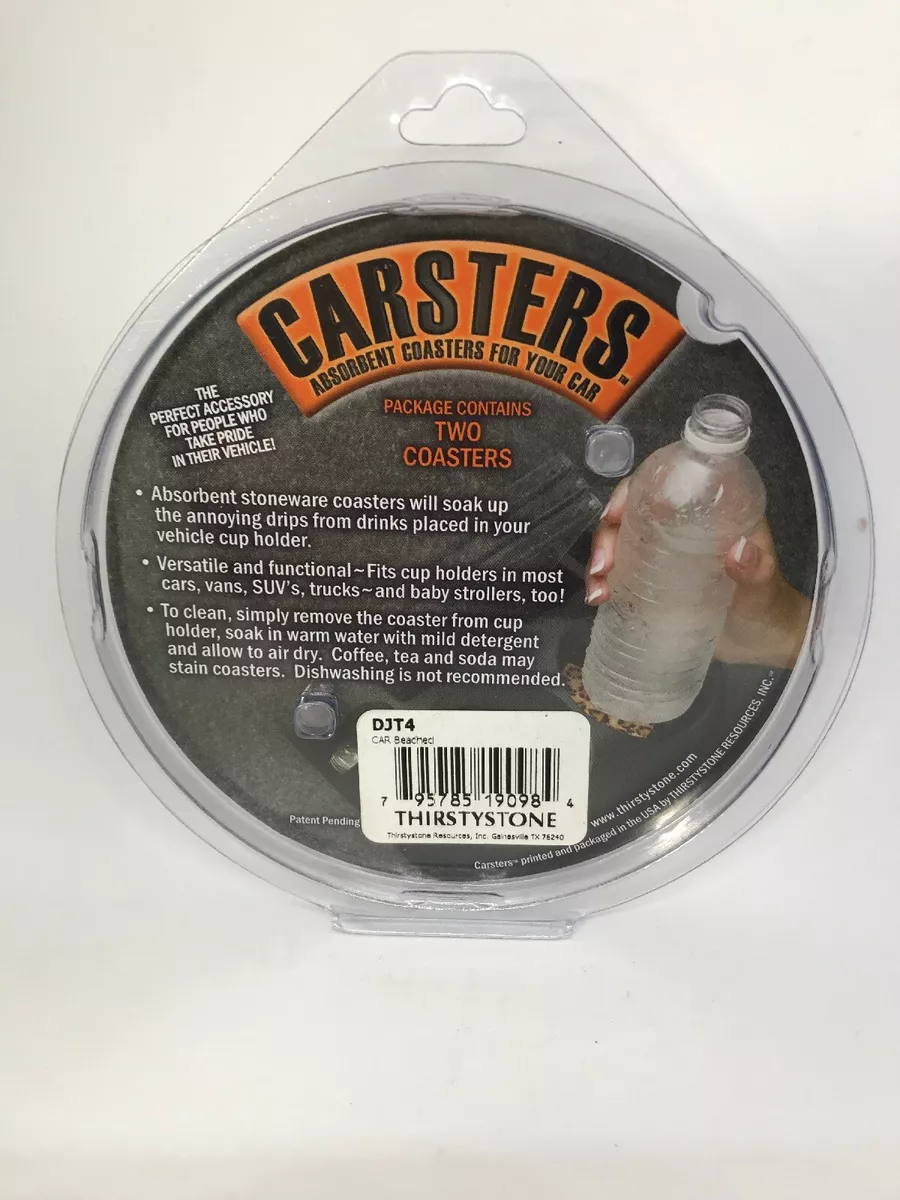 CARSTERS™
ABSORBENT COASTERS FOR YOUR CAR
THE
PERFECT ACCESSORY
FOR PEOPLE WHO
TAKE PRIDE
IN THEIR VEHICLE!
PACKAGE CONTAINS
TWO
COASTERS
• Absorbent stoneware coasters will soak up
the annoying drips from drinks placed in your
vehicle cup holder.
• Versatile and functional~Fits cup holders in most
cars, vans, SUV's, trucks~and baby strollers, too!
• To clean, simply remove the coaster from cup
holder, soak in warm water with mild detergent
and allow to air dry. Coffee, tea and soda may
stain coasters. Dishwashing is not recommended.
DJT4
CAR Beached
7 95785 19098 4
THIRSTYSTONE
Thirstystone Resources, Inc. Gainesville TX 76240
Patent Pending
www.thirstystone.com
Carsters™ printed and packaged in the USA by THIRSTYSTONE RESOURCES, INC.™